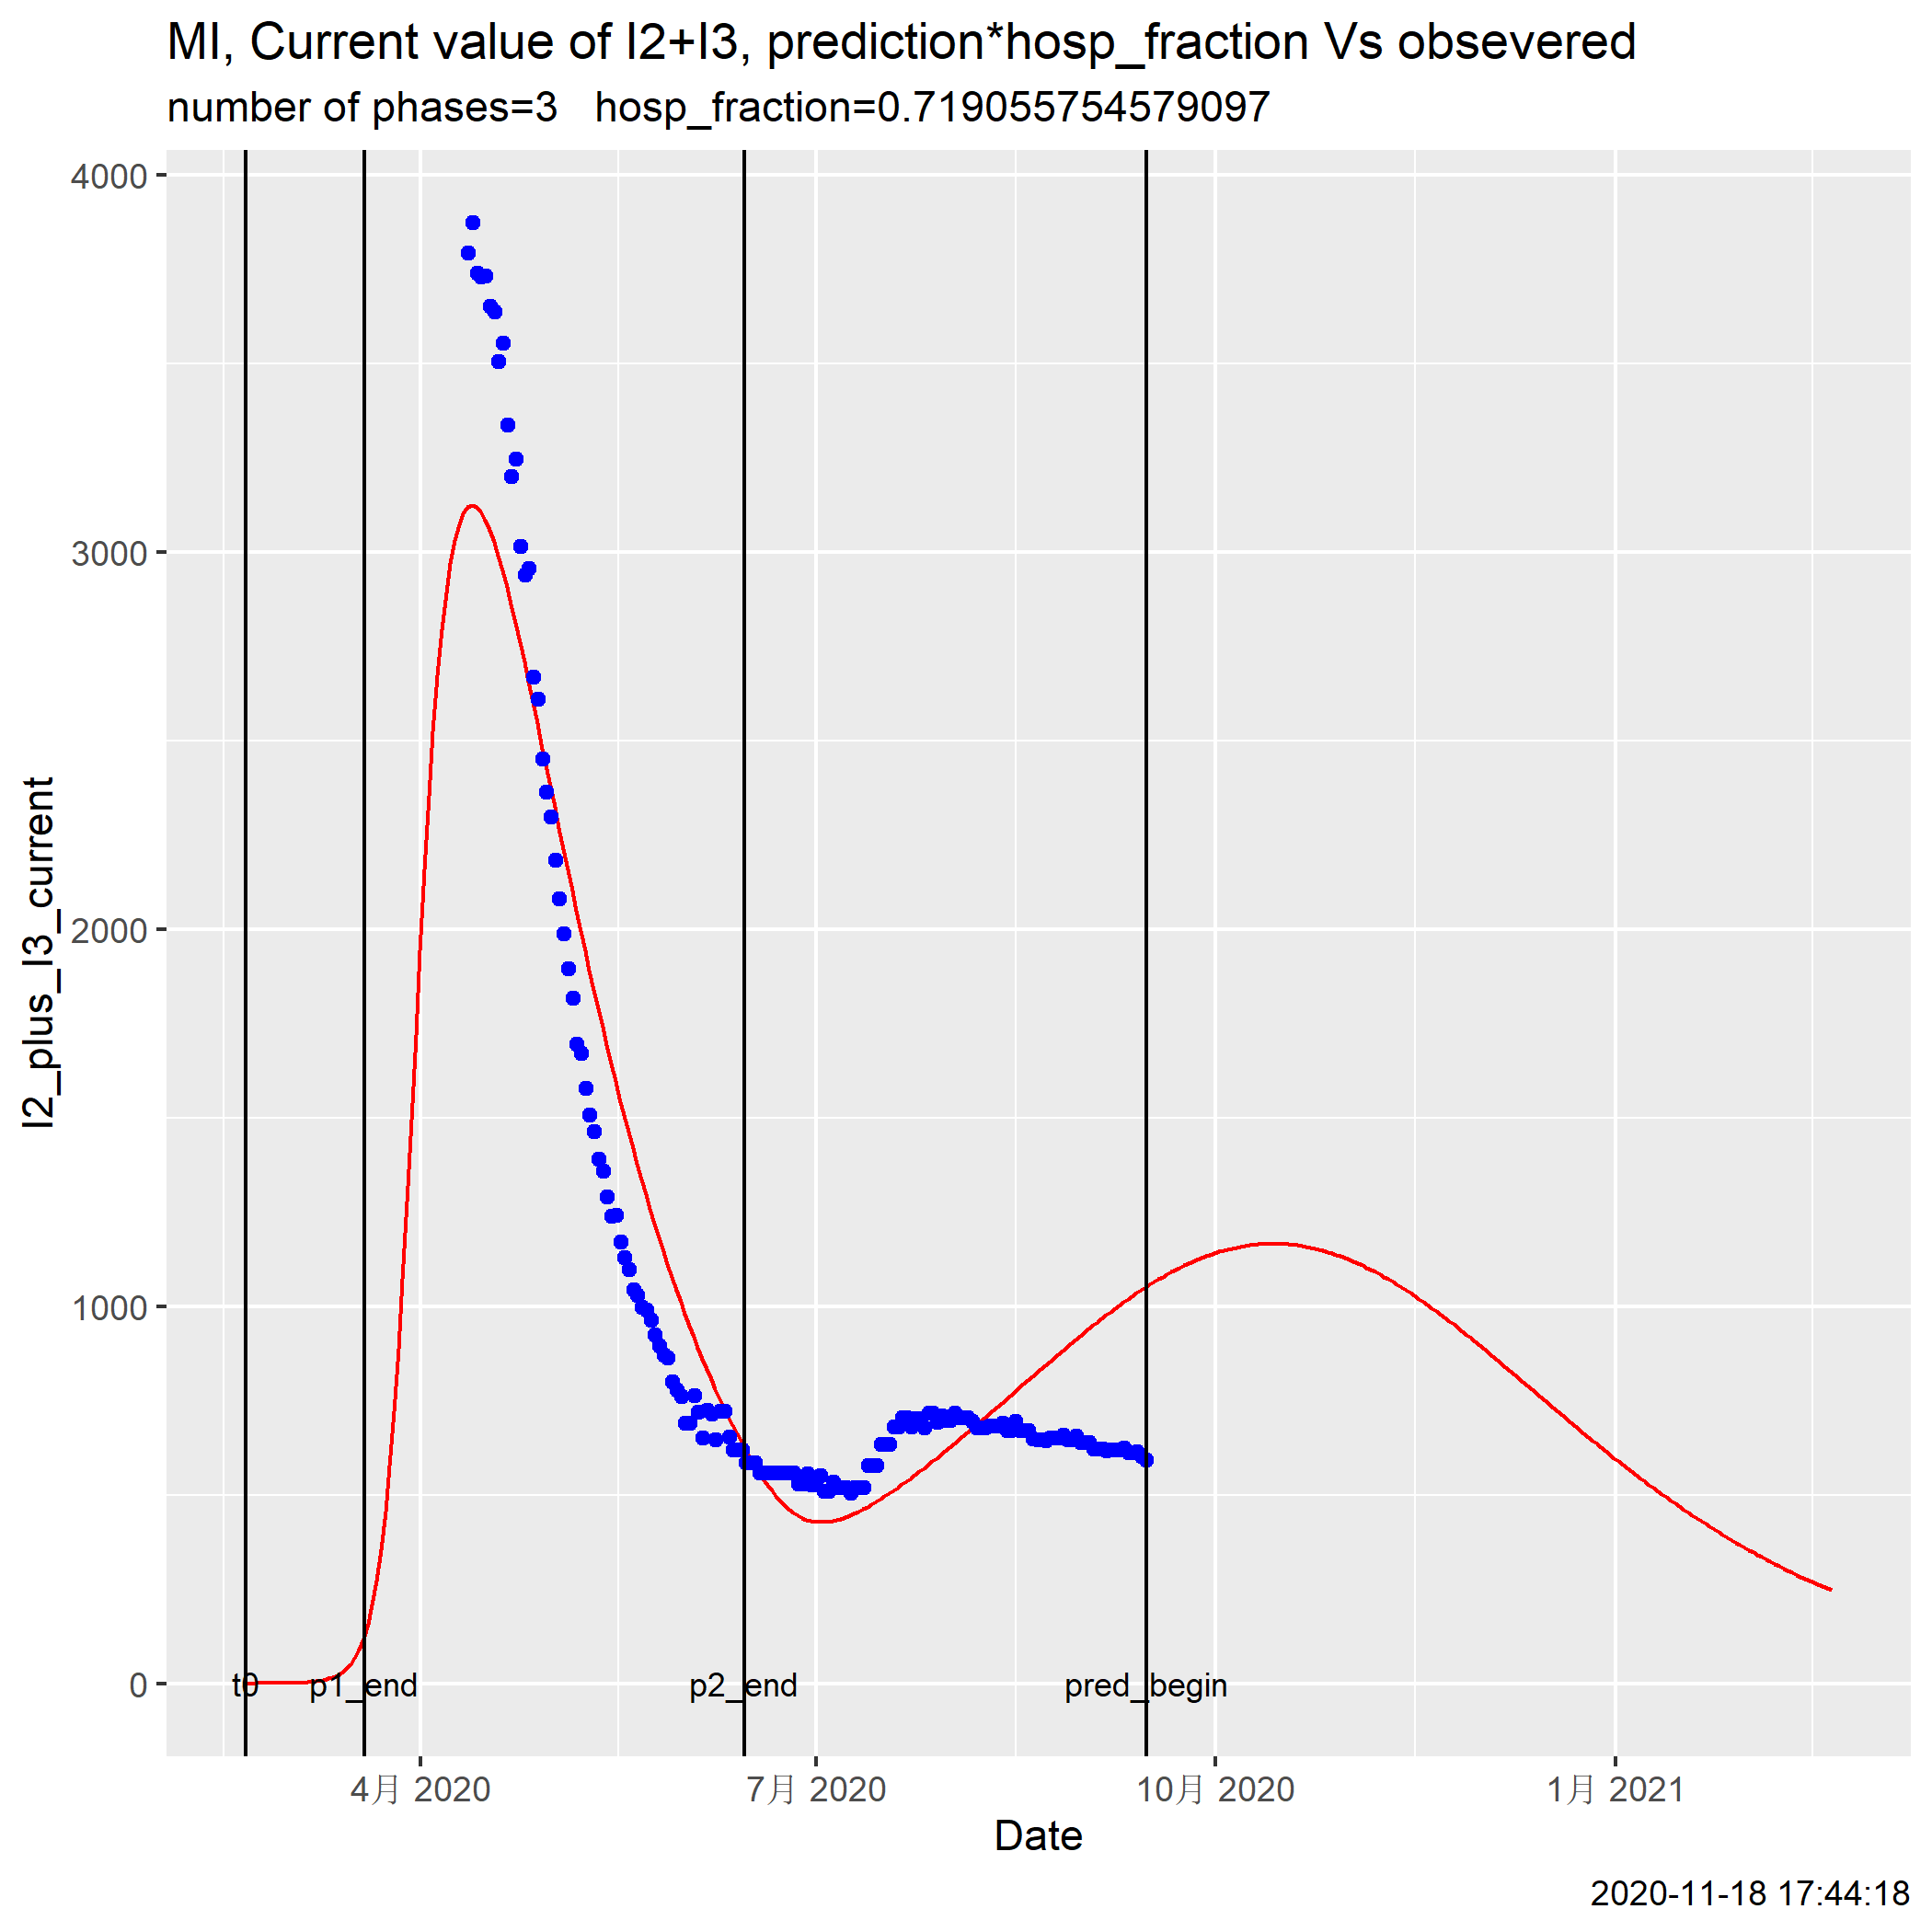 MI, Current value of I2+I3, prediction*hosp_fraction Vs obsevered
number of phases=3   hosp_fraction=0.719055754579097
I2_plus_I3_current
4000
3000
2000
1000
0
t0 p1_end p2_end pred_begin
4月 2020 7月 2020 10月 2020 1月 2021
Date
2020-11-18 17:44:18